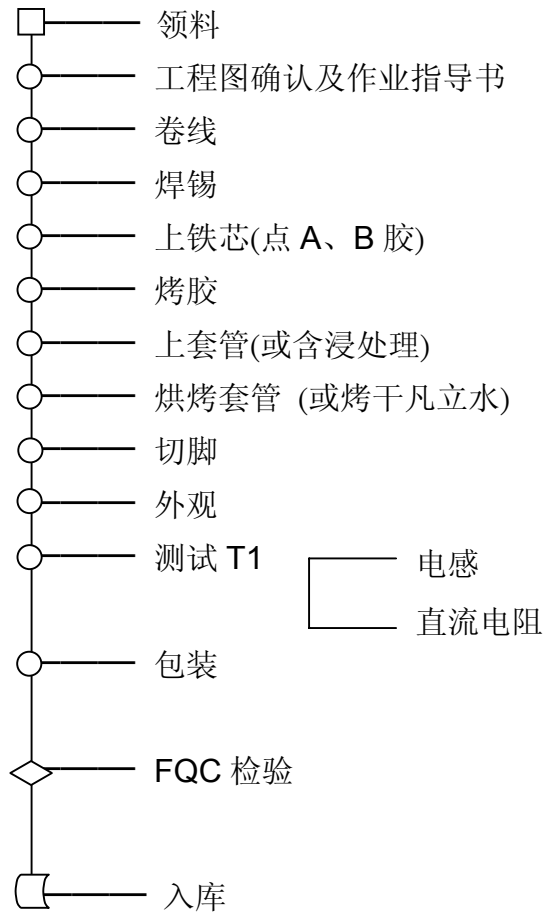 领料
工程图确认及作业指导书
卷线
焊锡
上铁芯(点 A、B 胶)
烤胶
上套管(或含浸处理)
烘烤套管 (或烤干凡立水)
切脚
外观
测试 T1
电感
直流电阻
包装
FQC 检验
入库